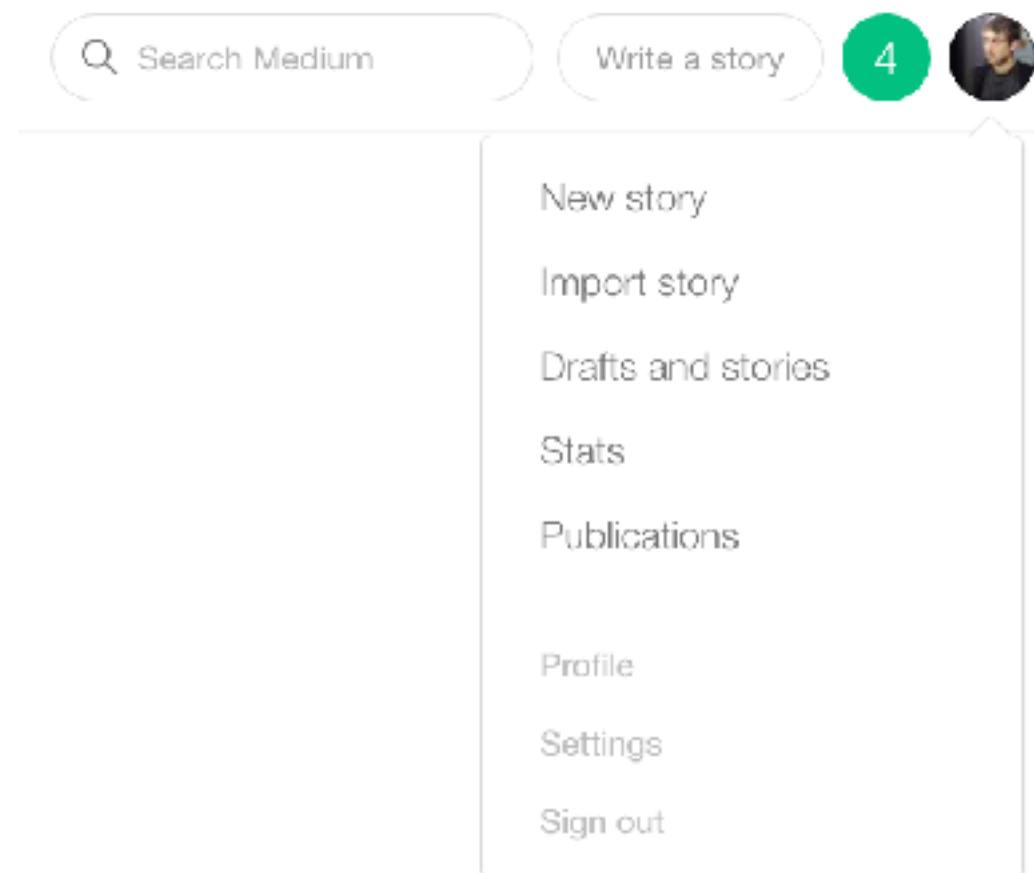 Search Medium
Write a story
4
New story
Import story
Drafts and stories
Stats
Publications
Profile
Settings
Sign out